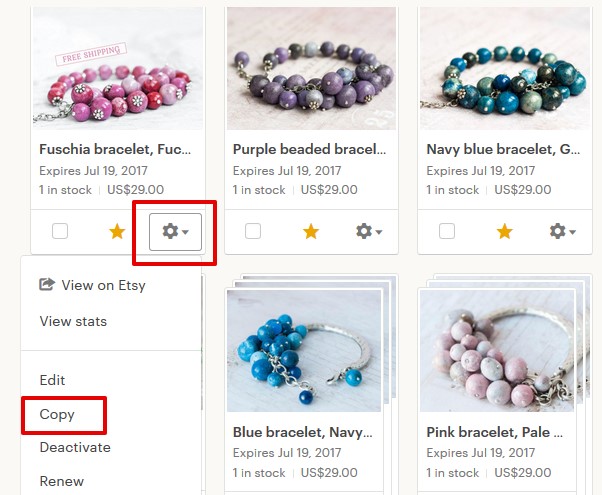 FREE SHIPPING
Fuschia bracelet, Fuc...
Expires Jul 19, 2017
1 in stock | US$29.00
Purple beaded bracel...
Expires Jul 19, 2017
1 in stock | US$29.00
Navy blue bracelet, G...
Expires Jul 19, 2017
1 in stock | US$29.00
View on Etsy
View stats
Edit
Copy
Deactivate
Renew
Blue bracelet, Navy...
Expires Jul 19, 2017
1 in stock | US$29.00
Pink bracelet, Pale ...
Expires Jul 19, 2017
1 in stock | US$29.00